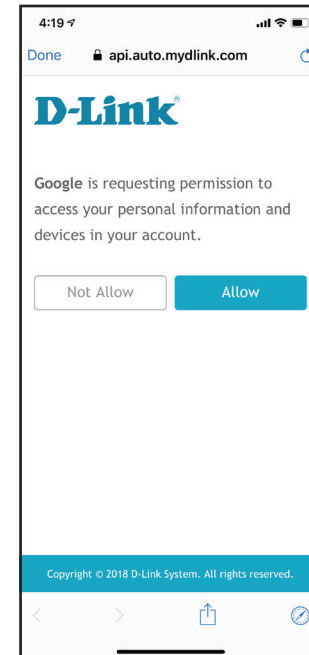 4:19
Done api.auto.mydlink.com
D-Link®
Google is requesting permission to
access your personal information and
devices in your account.
Not Allow Allow
Copyright © 2018 D-Link System. All rights reserved.